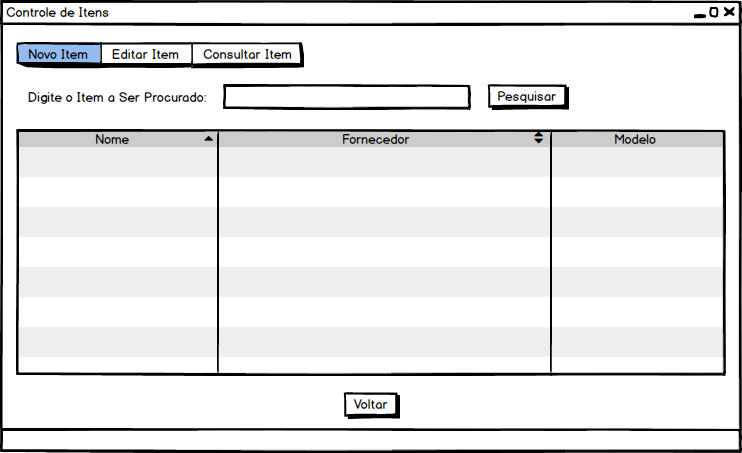 Controle de Itens
Novo Item Editar Item Consultar Item
Digite o Item a Ser Procurado: Pesquisar
Nome Fornecedor Modelo
Voltar